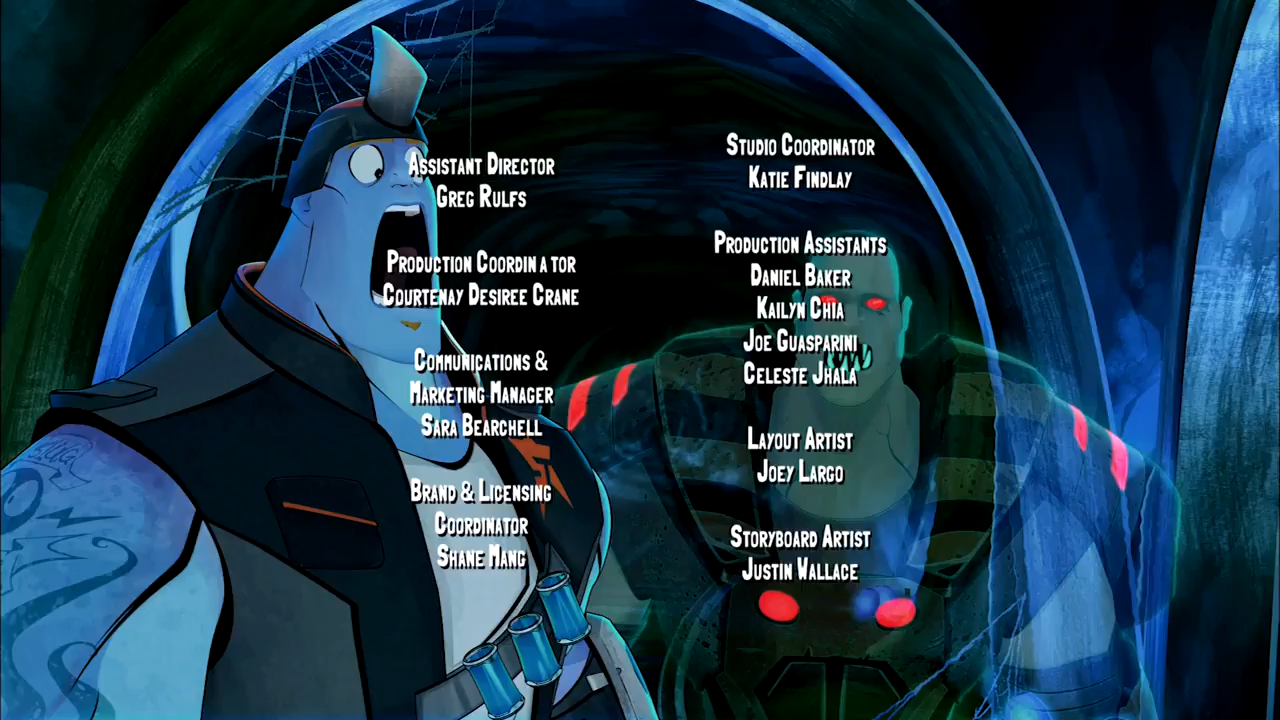 Assistant Director
Greg Rulfs
Production Coordinator
Courtenay Desiree Crane
Communications &
Marketing Manager
Sara Bearchell
Brand & Licensing
Coordinator
Shane Mang
Studio Coordinator
Katie Findlay
Production Assistants
Daniel Baker
Kailyn Chia
Joe Guasparini
Celeste Jhala
Layout Artist
Joey Largo
Storyboard Artist
Justin Wallace